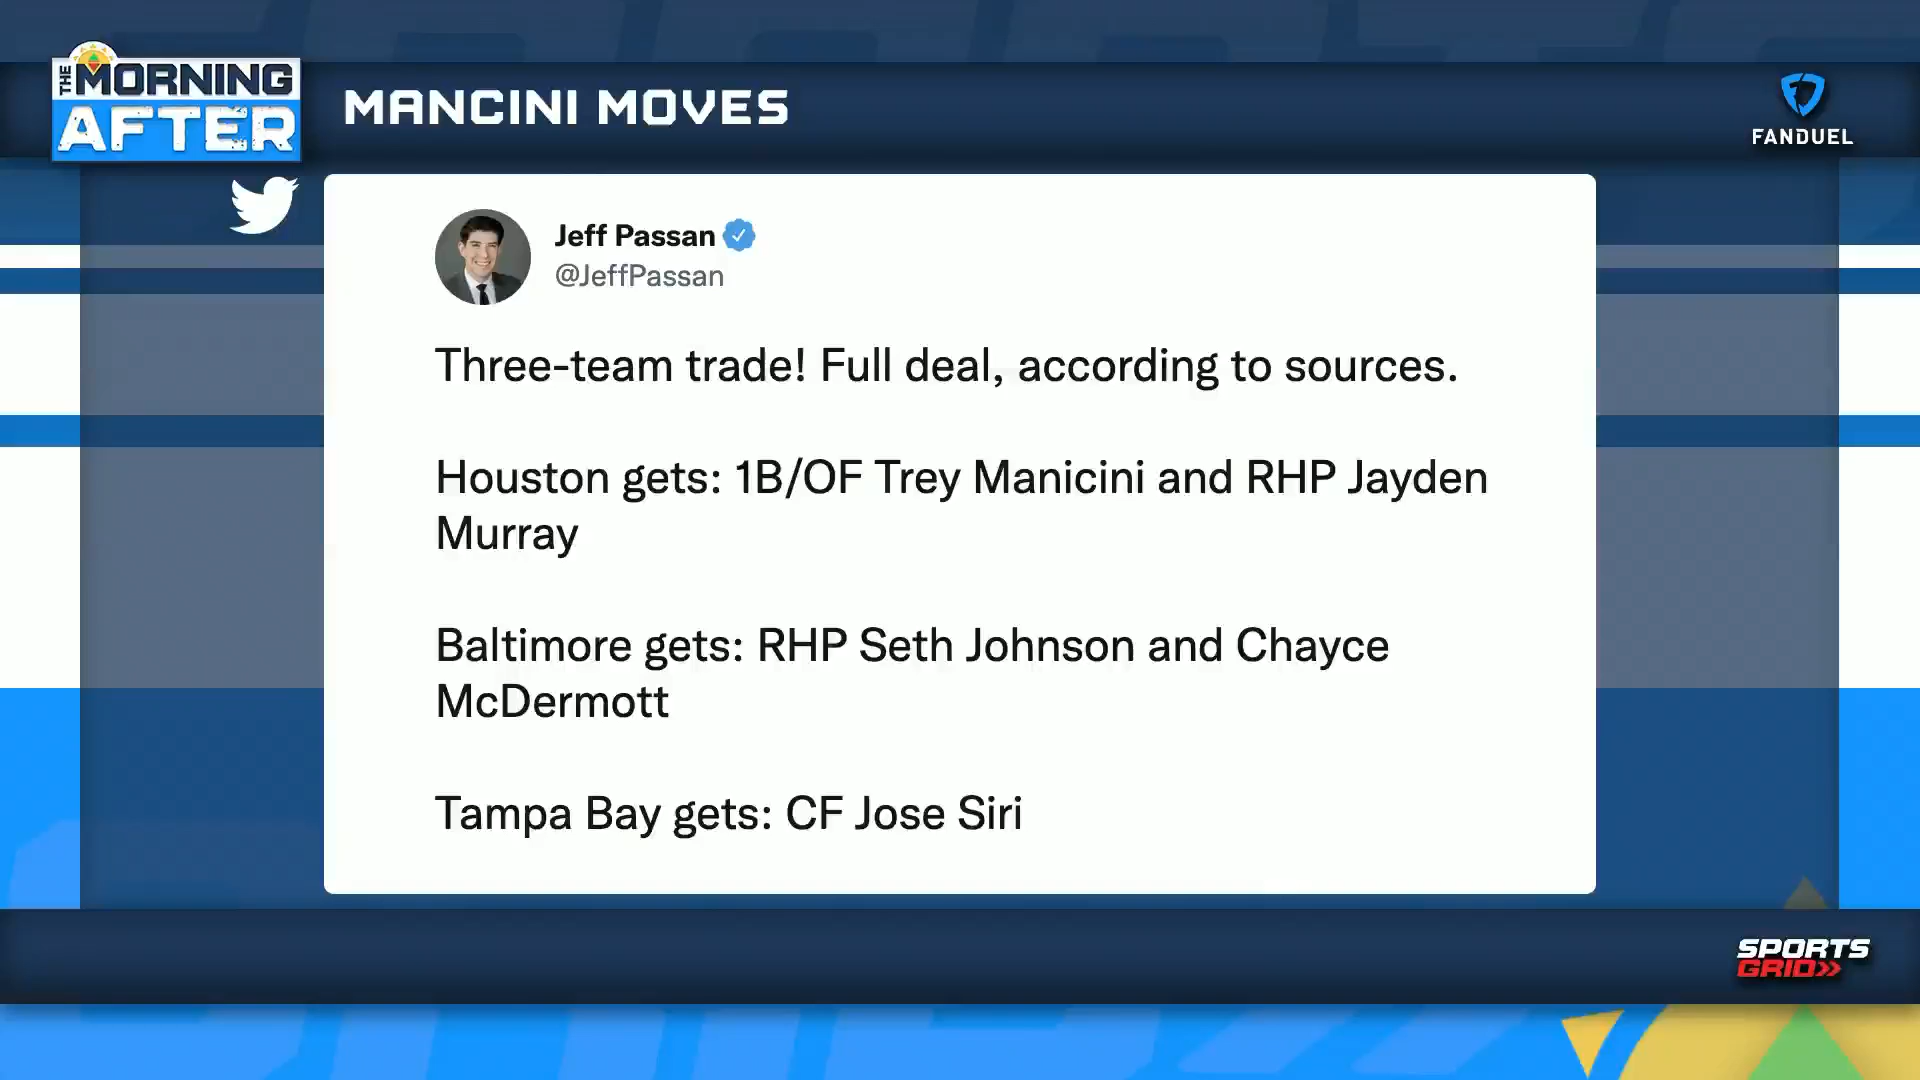 THE
MORNING
AFTER
MANCINI MOVES
FANDUEL
Jeff Passan
@JeffPassan
Three-team trade! Full deal, according to sources.
Houston gets: 1B/OF Trey Manicini and RHP Jayden
Murray
Baltimore gets: RHP Seth Johnson and Chayce
McDermott
Tampa Bay gets: CF Jose Siri
SPORTS
GRID